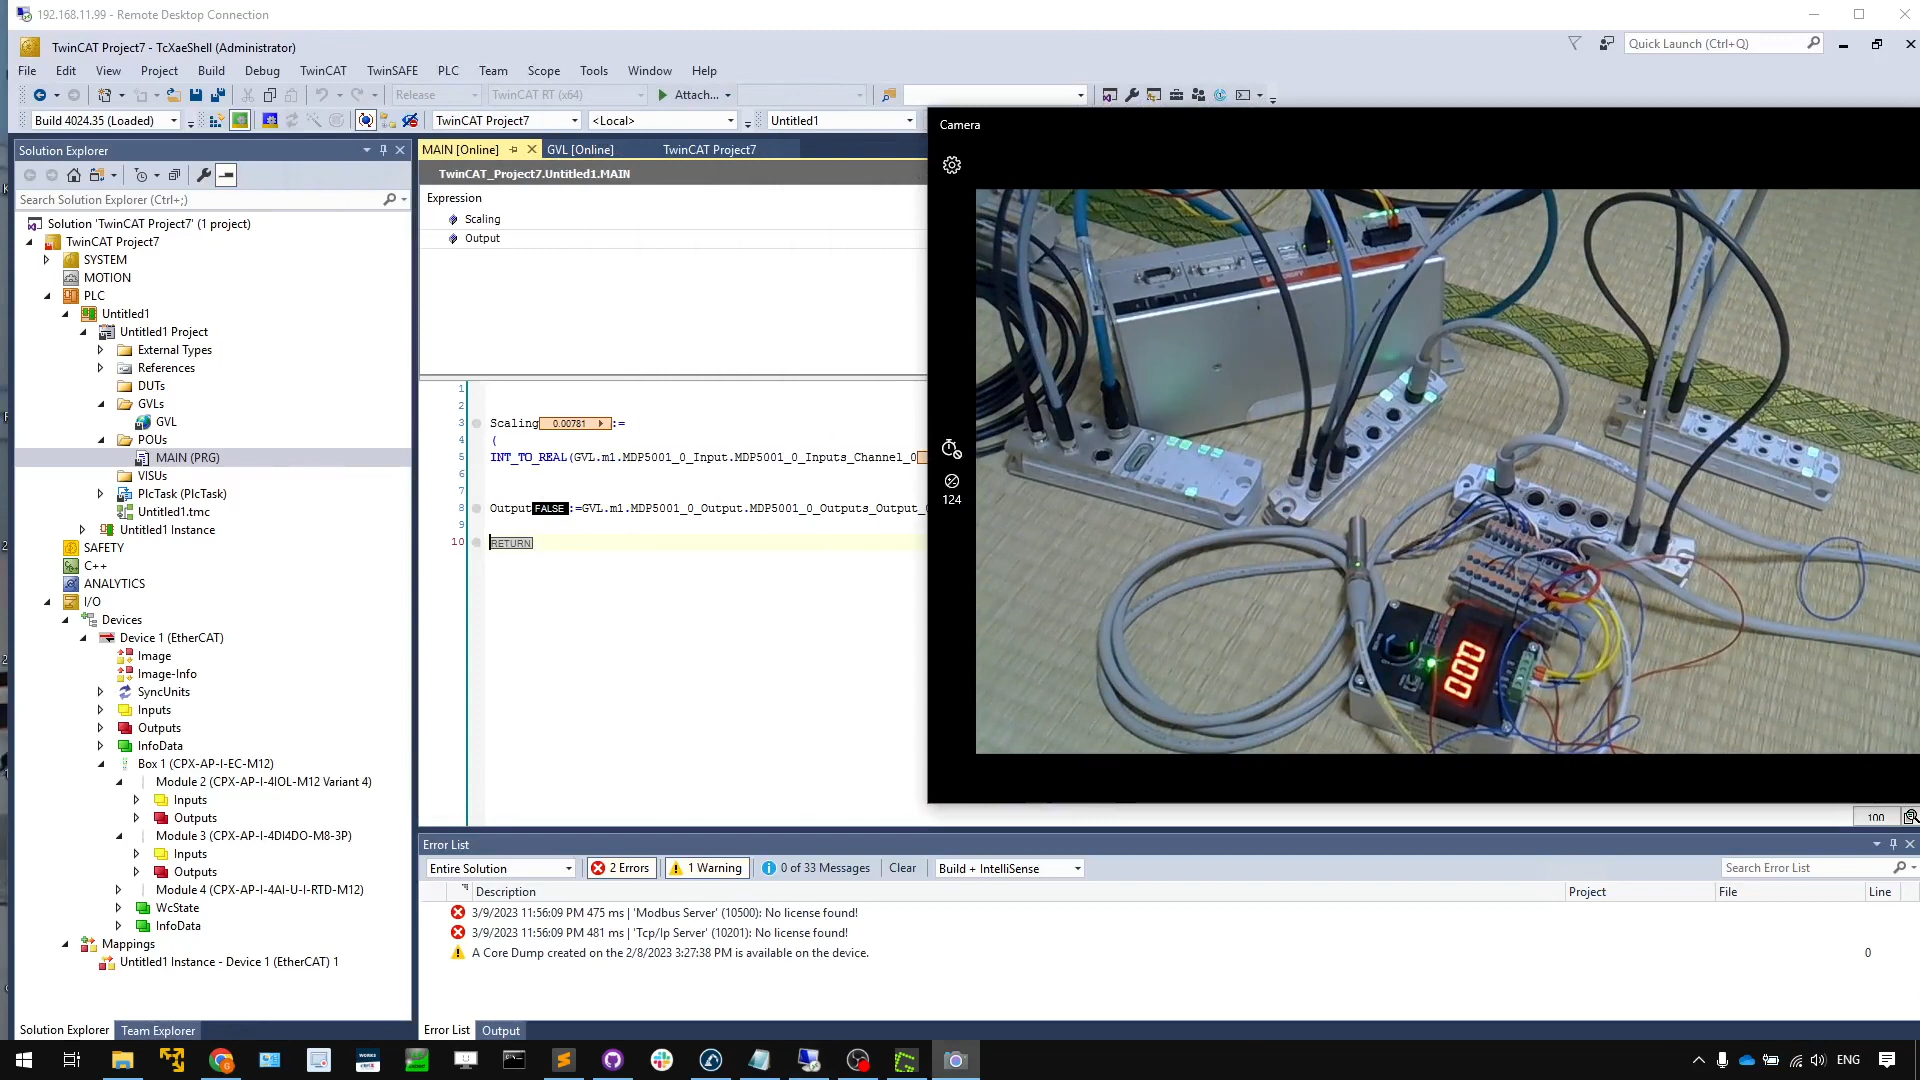 192.168.11.99 - Remote Desktop Connection
TwinCAT Project7 - TcXaeShell (Administrator)
Quick Launch (Ctrl+Q)
File Edit View Project Build Debug TwinCAT TwinSAFE PLC Team Scope Tools Window Help
Release TwinCAT RT (x64) Attach...
Build 4024.35 (Loaded) TwinCAT Project7 <Local> Untitled1
Solution Explorer
Search Solution Explorer (Ctrl+;)
Solution 'TwinCAT Project7' (1 project)
TwinCAT Project7
SYSTEM
MOTION
PLC
Untitled1
Untitled1 Project
External Types
References
DUTs
GVLs
GVL
POUs
MAIN (PRG)
VISUs
PlcTask (PlcTask)
Untitled1.tmc
Untitled1 Instance
SAFETY
C++
ANALYTICS
I/O
Devices
Device 1 (EtherCAT)
Image
Image-Info
SyncUnits
Inputs
Outputs
InfoData
Box 1 (CPX-AP-I-EC-M12)
Module 2 (CPX-AP-I-4IOL-M12 Variant 4)
Inputs
Outputs
Module 3 (CPX-AP-I-4DI4DO-M8-3P)
Inputs
Outputs
Module 4 (CPX-AP-I-4AI-U-I-RTD-M12)
WcState
InfoData
Mappings
Untitled1 Instance - Device 1 (EtherCAT) 1
Solution Explorer Team Explorer
MAIN [Online] GVL [Online] TwinCAT Project7
TwinCAT_Project7.Untitled1.MAIN
Expression
Scaling
Output
1
2
3 Scaling 0.00781 :=
4 (
5 INT_TO_REAL(GVL.m1.MDP5001_0_Input.MDP5001_0_Inputs_Channel_0
6
7
8 Output FALSE :=GVL.m1.MDP5001_0_Output.MDP5001_0_Outputs_Output_
9
10 RETURN
100
Camera
124
000
Error List
Entire Solution 2 Errors 1 Warning 0 of 33 Messages Clear Build + IntelliSense Search Error List
Description Project File Line
3/9/2023 11:56:09 PM 475 ms | 'Modbus Server' (10500): No license found!
3/9/2023 11:56:09 PM 481 ms | 'Tcp/Ip Server' (10201): No license found!
A Core Dump created on the 2/8/2023 3:27:38 PM is available on the device. 0
Error List Output
ENG